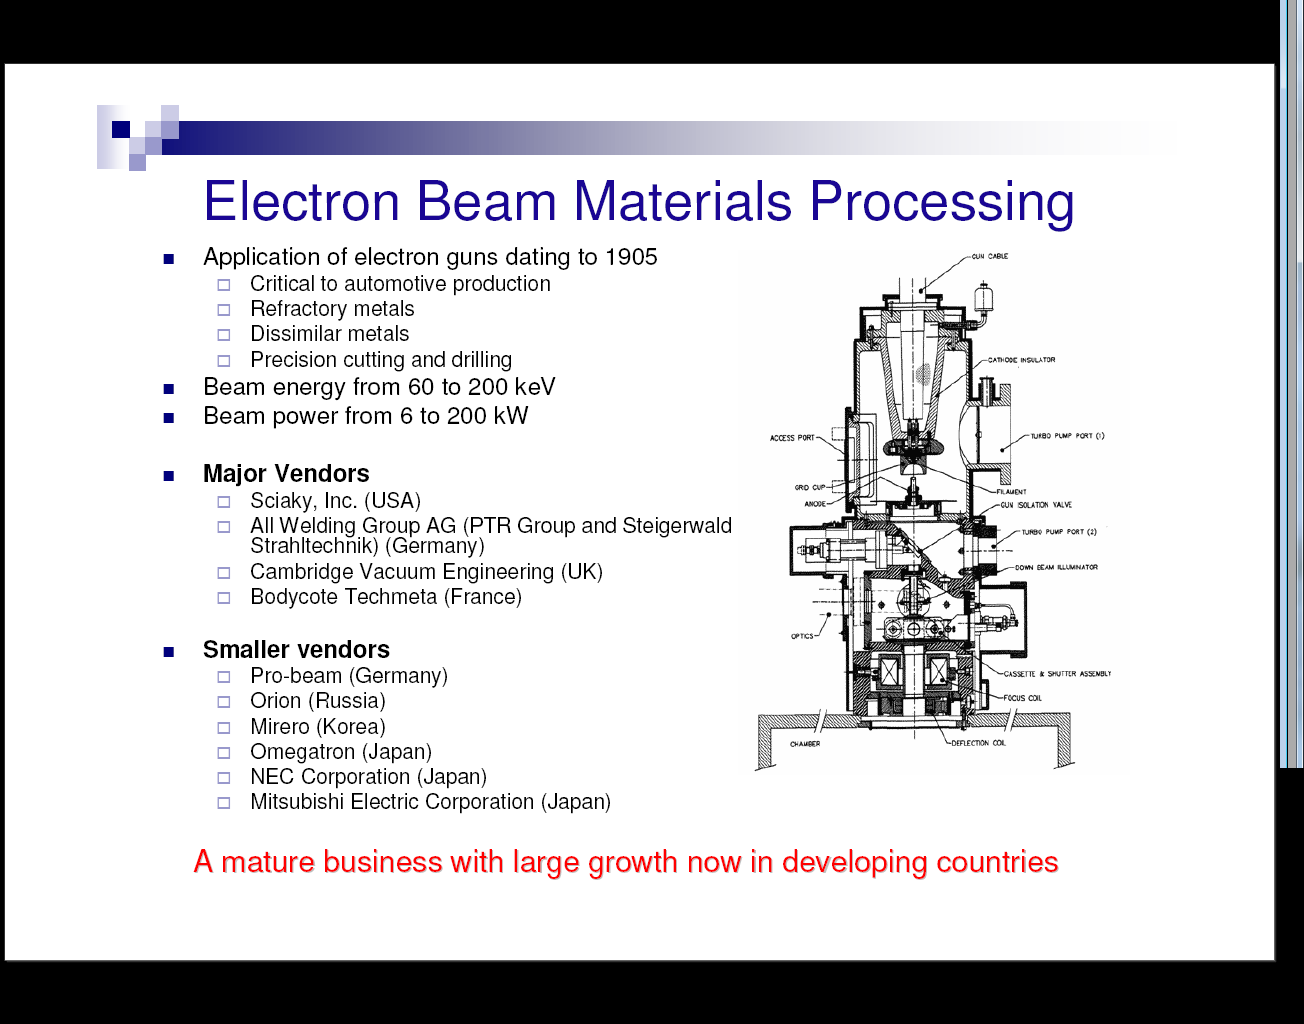 Electron Beam Materials Processing
Application of electron guns dating to 1905
Critical to automotive production
Refractory metals
Dissimilar metals
Precision cutting and drilling
Beam energy from 60 to 200 keV
Beam power from 6 to 200 kW
Major Vendors
Sciaky, Inc. (USA)
All Welding Group AG (PTR Group and Steigerwald
Strahltechnik) (Germany)
Cambridge Vacuum Engineering (UK)
Bodycote Techmeta (France)
Smaller vendors
Pro-beam (Germany)
Orion (Russia)
Mirero (Korea)
Omegatron (Japan)
NEC Corporation (Japan)
Mitsubishi Electric Corporation (Japan)
GUN CABLE
CATHODE INSULATOR
TURBO PUMP PORT (1)
ACCESS PORT
GRID CUP
FILAMENT
ANODE
GUN ISOLATION VALVE
TURBO PUMP PORT (2)
DOWN BEAM ILLUMINATOR
OPTICS
CASSETTE & SHUTTER ASSEMBLY
FOCUS COIL
CHAMBER
DEFLECTION COIL
A mature business with large growth now in developing countries